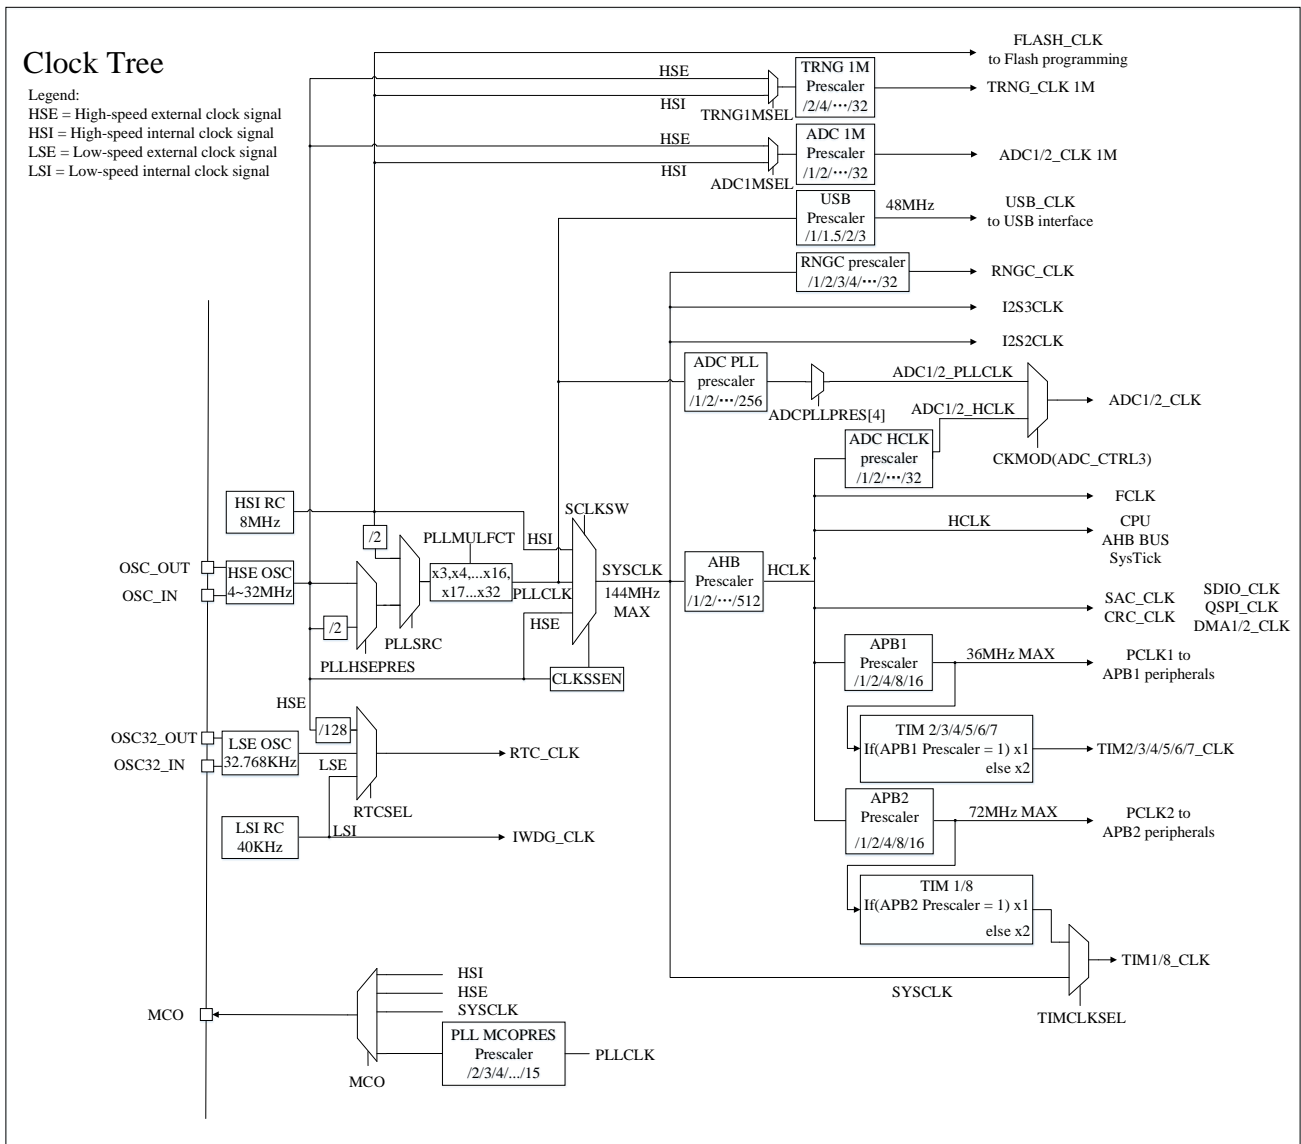 Clock Tree
Legend:
HSE = High-speed external clock signal
HSI = High-speed internal clock signal
LSE = Low-speed external clock signal
LSI = Low-speed internal clock signal
FLASH_CLK
to Flash programming
HSE
HSI
TRNG1MSEL
TRNG 1M
Prescaler
/2/4/···/32
TRNG_CLK 1M
HSE
HSI
ADC1MSEL
ADC 1M
Prescaler
/1/2/···/32
ADC1/2_CLK 1M
USB
Prescaler
/1/1.5/2/3
48MHz
USB_CLK
to USB interface
RNGC prescaler
/1/2/3/4/···/32
RNGC_CLK
I2S3CLK
I2S2CLK
ADC PLL
prescaler
/1/2/···/256
ADCPLLPRES[4]
ADC1/2_PLLCLK
ADC1/2_HCLK
ADC1/2_CLK
CKMOD(ADC_CTRL3)
ADC HCLK
prescaler
/1/2/···/32
FCLK
HCLK
CPU
AHB BUS
SysTick
HSI RC
8MHz
/2
PLLMULFCT
SCLKSW
HSI
OSC_OUT
OSC_IN
HSE OSC
4~32MHz
/2
PLLHSEPRES
PLLSRC
x3,x4,...x16,
x17...x32
PLLCLK
HSE
SYSCLK
144MHz
MAX
AHB
Prescaler
/1/2/···/512
HCLK
SAC_CLK
CRC_CLK
SDIO_CLK
QSPI_CLK
DMA1/2_CLK
CLKSSEN
APB1
Prescaler
/1/2/4/8/16
36MHz MAX
PCLK1 to
APB1 peripherals
HSE
/128
OSC32_OUT
OSC32_IN
LSE OSC
32.768KHz
LSE
RTC_CLK
RTCSEL
TIM 2/3/4/5/6/7
If(APB1 Prescaler = 1) x1
else x2
TIM2/3/4/5/6/7_CLK
LSI RC
40KHz
LSI
IWDG_CLK
APB2
Prescaler
/1/2/4/8/16
72MHz MAX
PCLK2 to
APB2 peripherals
TIM 1/8
If(APB2 Prescaler = 1) x1
else x2
TIM1/8_CLK
SYSCLK
TIMCLKSEL
MCO
HSI
HSE
SYSCLK
PLL MCOPRES
Prescaler
/2/3/4/.../15
PLLCLK
MCO